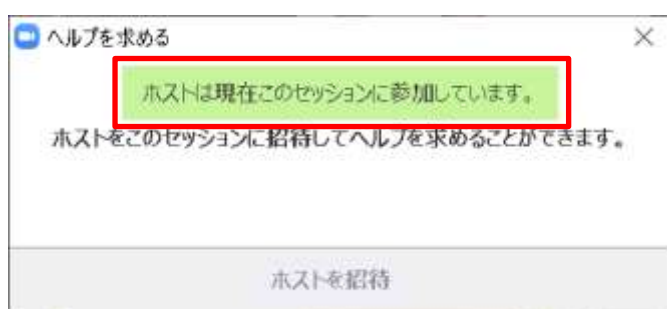 ヘルプを求める
ホストは現在このセッションに参加しています。
ホストをこのセッションに招待してヘルプを求めることができます。
ホストを招待